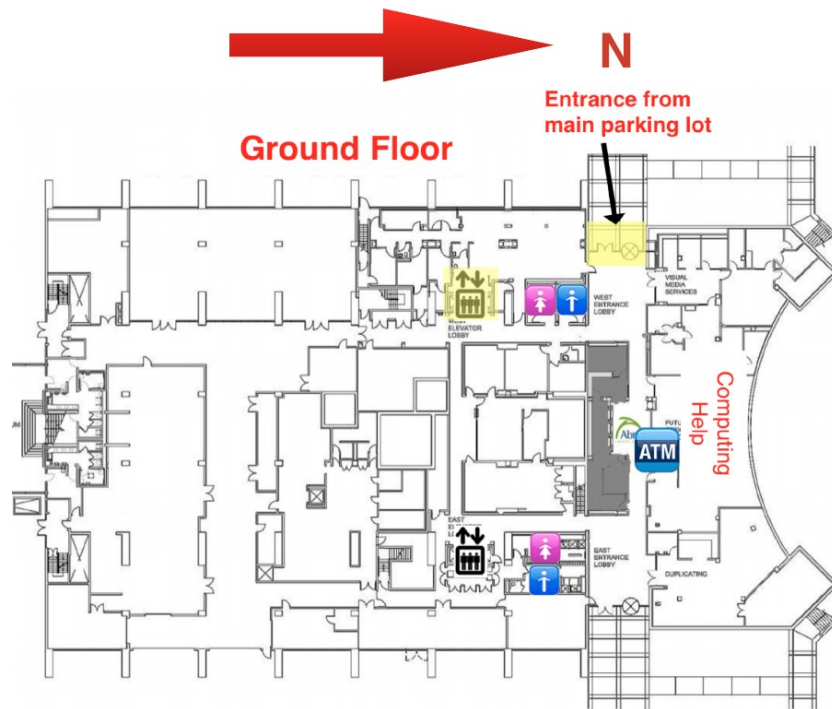 N
Entrance from
main parking lot
Ground Floor
VISUAL
MEDIA
SERVICES
WEST
ENTRANCE
LOBBY
WEST
ELEVATOR
LOBBY
Computing
Help
ATM
EAST
EAST
ENTRANCE
LOBBY
DUPLICATING